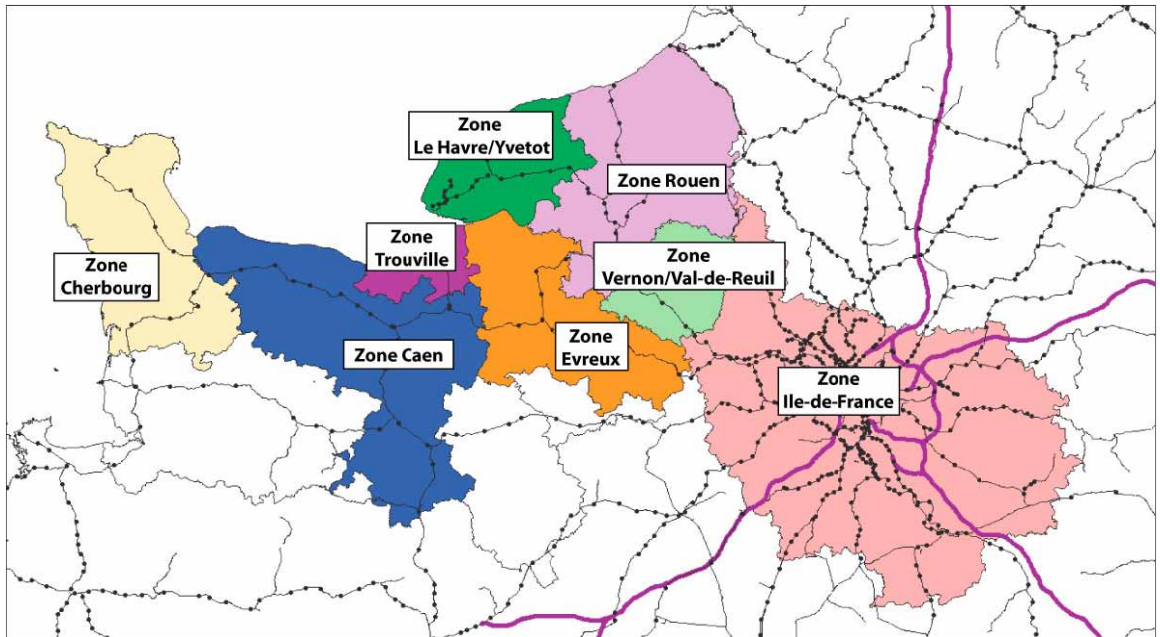 Zone
Le Havre/Yvetot
Zone Rouen
Zone
Trouville
Zone
Cherbourg
Zone
Vernon/Val-de-Reuil
Zone Caen
Zone
Evreux
Zone
Ile-de-France